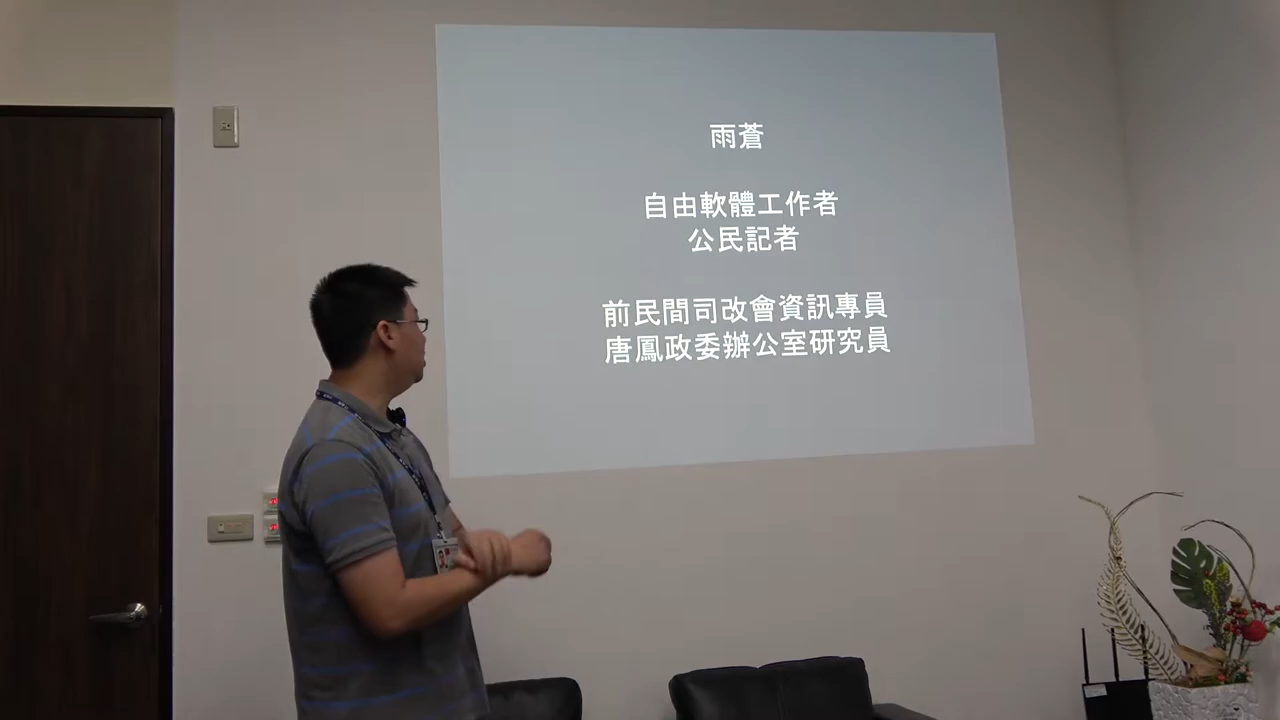 雨蒼
自由軟體工作者
公民記者
前民間司改會資訊專員
唐鳳政委辦公室研究員